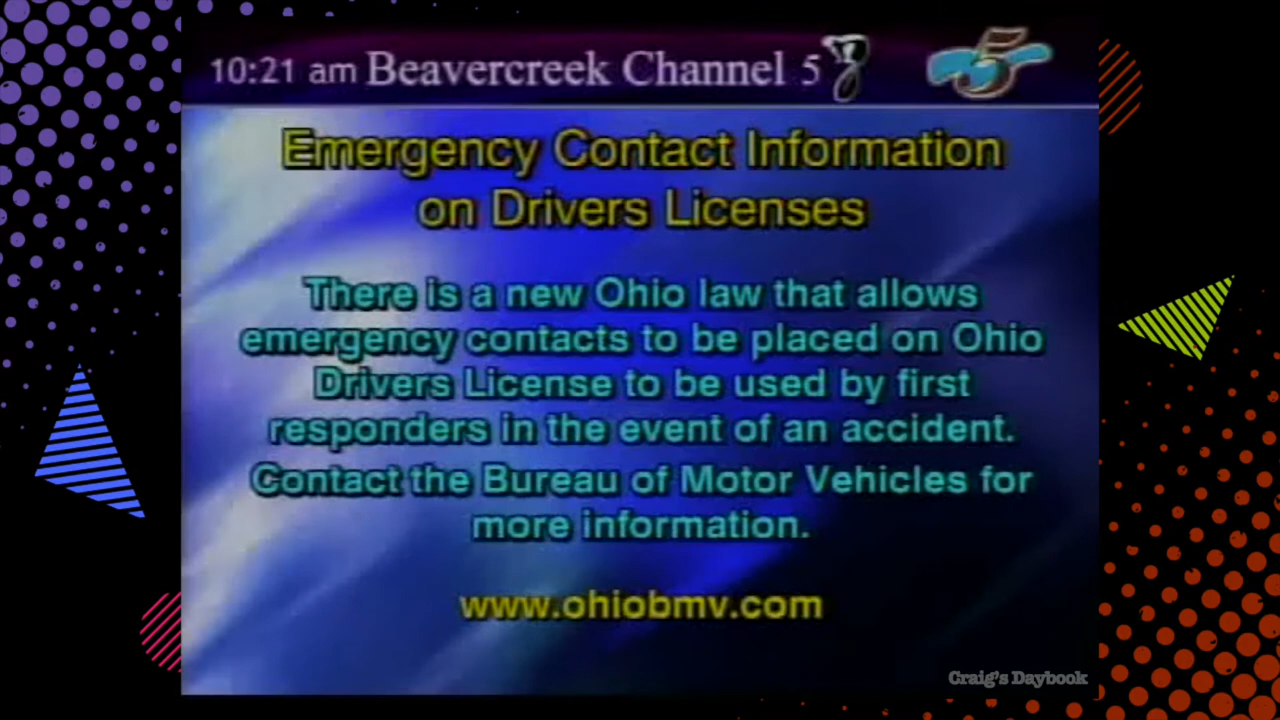 10:21 am Beavercreek Channel 5
5
Emergency Contact Information
on Drivers Licenses
There is a new Ohio law that allows
emergency contacts to be placed on Ohio
Drivers License to be used by first
responders in the event of an accident.
Contact the Bureau of Motor Vehicles for
more information.
www.ohiobmv.com
Craig's Daybook